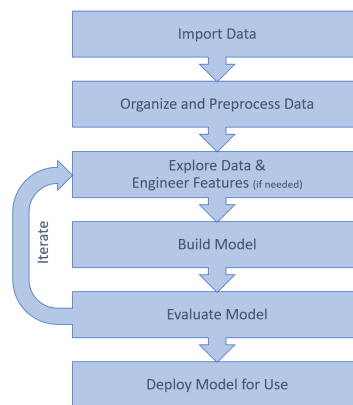 Import Data
Organize and Preprocess Data
Explore Data &
Engineer Features (if needed)
Build Model
Iterate
Evaluate Model
Deploy Model for Use